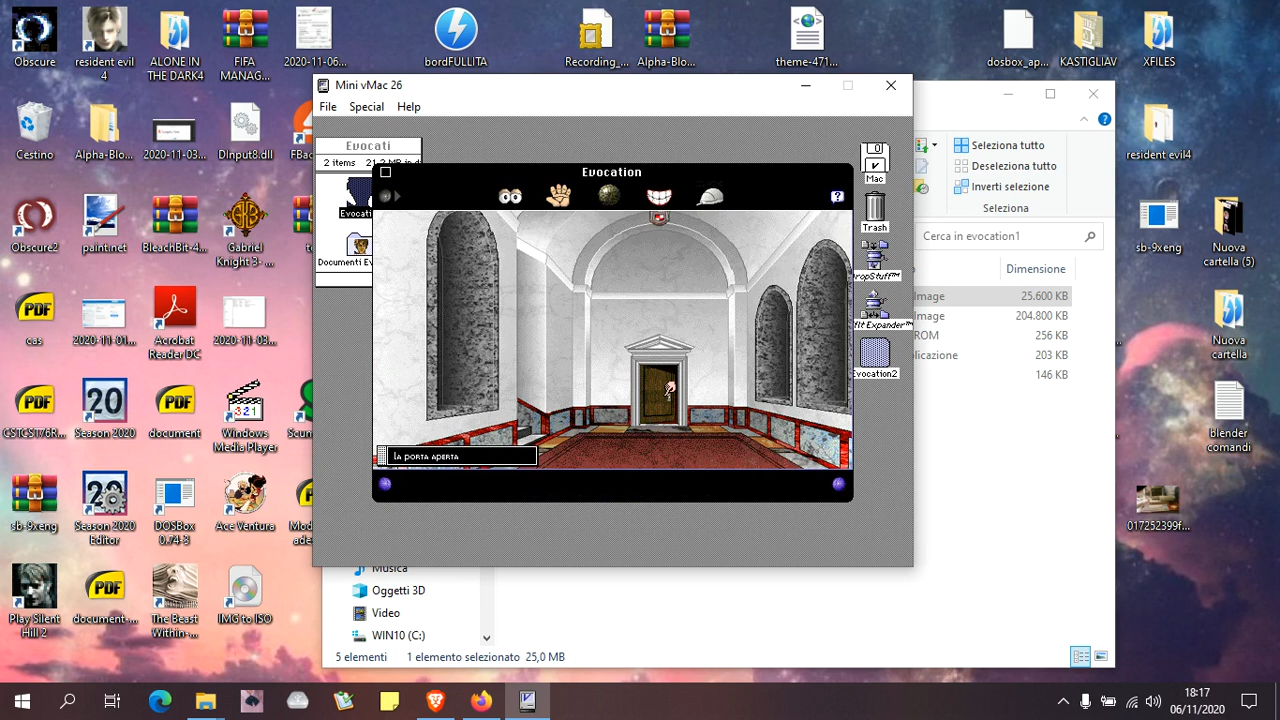 Obscure
resident evil
4
ALONE IN
THE DARK4
FIFA
MANAG...
2020-11-06...
bordFULLITA
Recording_...
Alpha-Blo...
theme-471...
dosbox_ap...
KASTIGLIAV
XFILES
Cestino
Alpha-Blo...
2020-11-03...
DInput8.dll
resident evil4
Obscure2
paint.net
BleachBit-4...
Gabriel
Knight 3-...
sb-9xeng
Nuova
cartella (5)
cas
2020-11-01...
Acrobat
Reader DC
2020-11-03...
Nuova
cartella
Season 2020
document
Windows
Media Player
blender
comandi
sb-9xeng
Season 2020
Editor
DOSBox
0.74-3
Ace Ventura
017252399f...
Play Silent
Hill 2
document-...
The Beast
Within-...
IMG to ISO
Mini vMac 26
File Special Help
Evocati
2 items
Evocation
Mac
Trash
Evocation2
la porta aperta
Seleziona tutto
Deseleziona tutto
Inverti selezione
Seleziona
Cerca in evocation1
Dimensione
Image 25.600 KB
Image 204.800 KB
ROM 256 KB
203 KB
146 KB
Musica
Oggetti 3D
Video
WIN10 (C:)
5 elementi 1 elemento selezionato 25,0 MB
18:17
06/11/2020